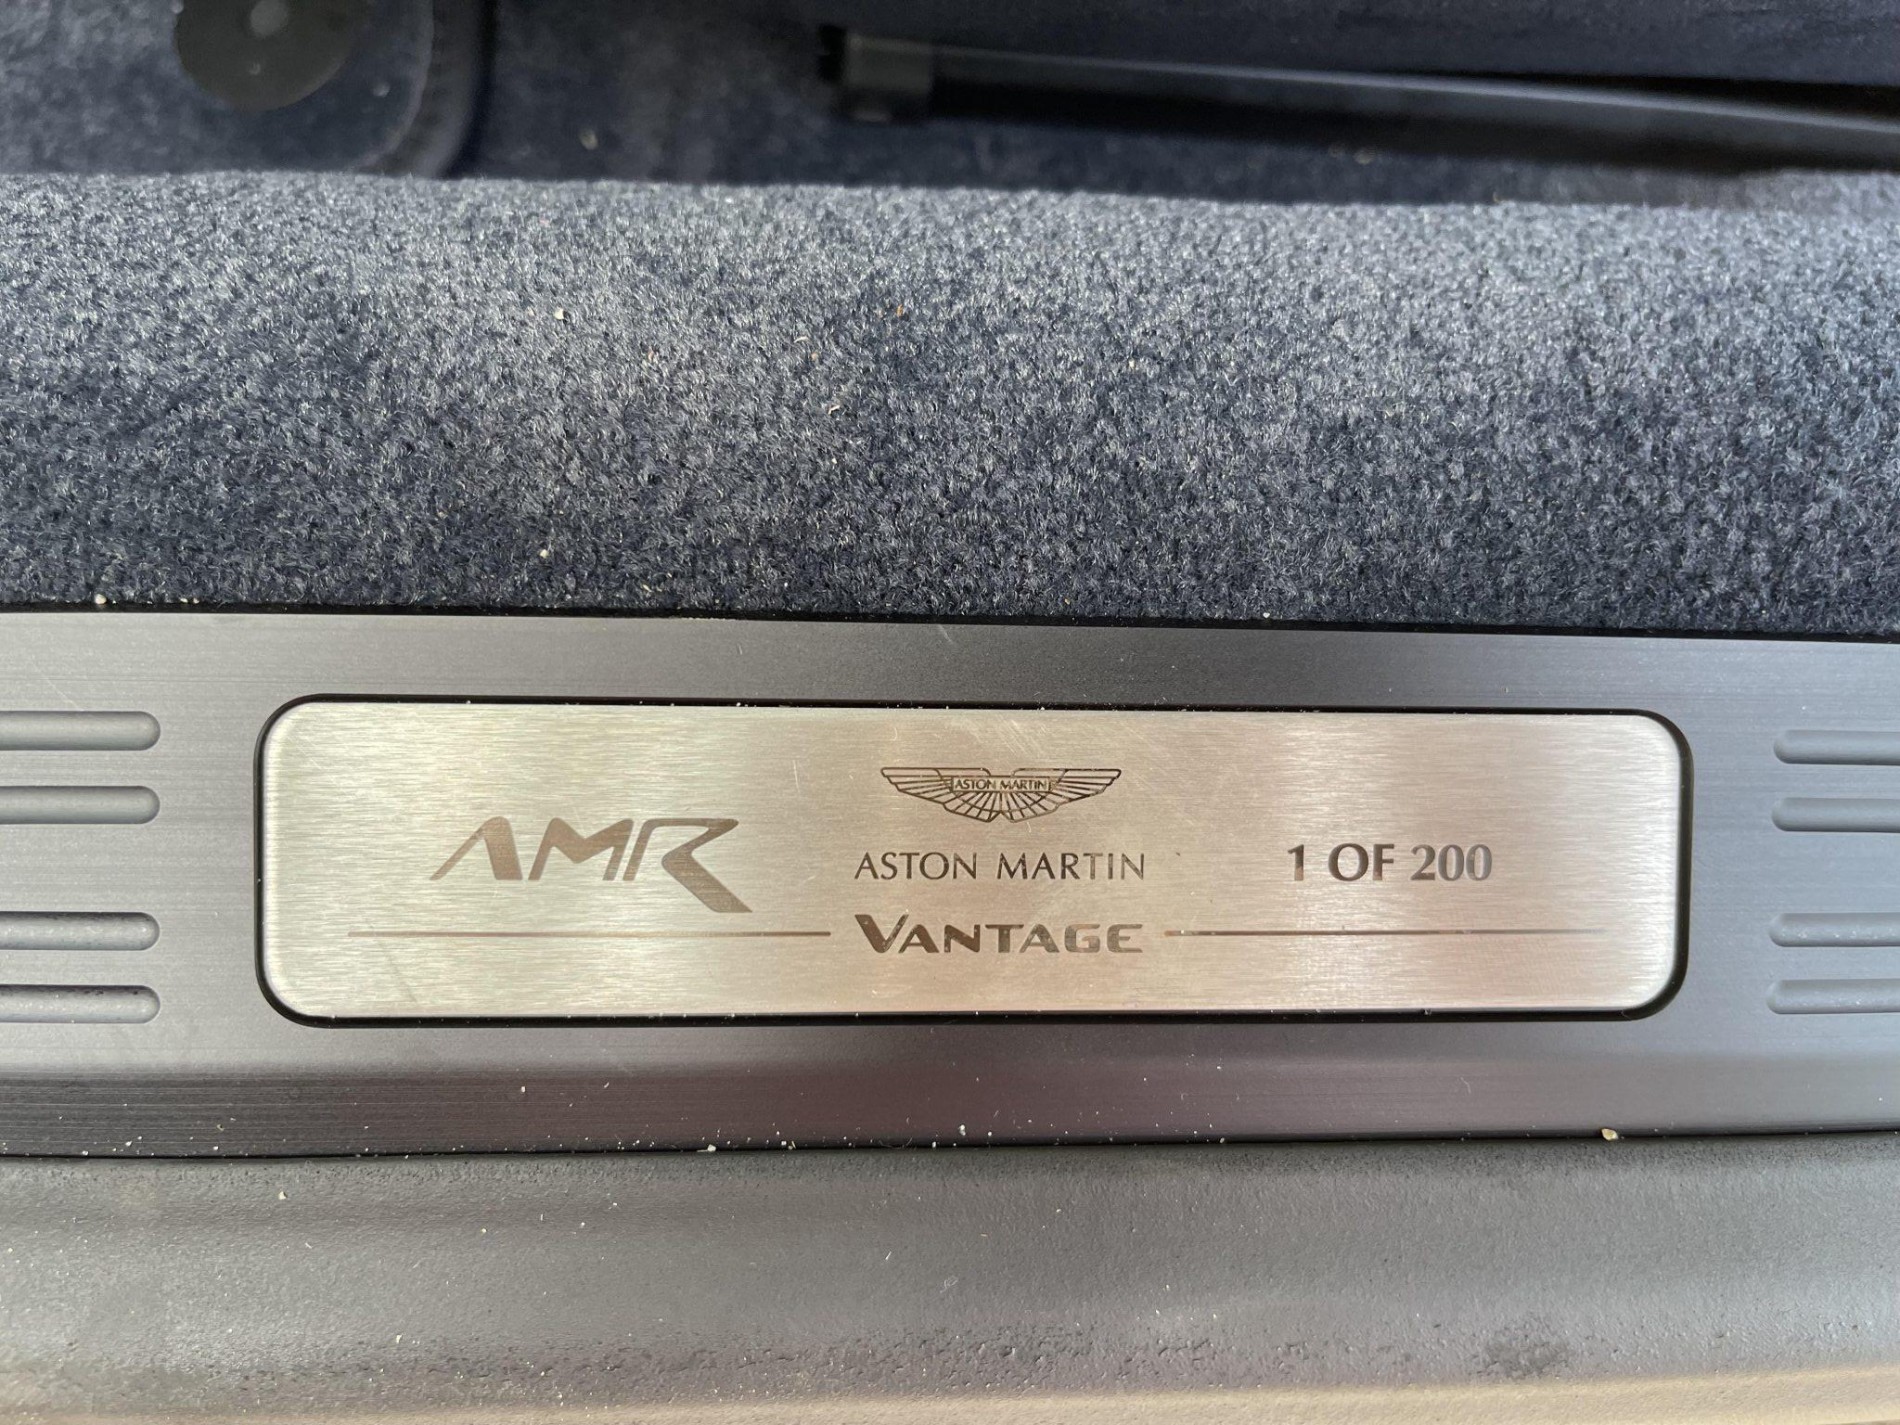 ASTON MARTIN
AMR
ASTON MARTIN
1 OF 200
VANTAGE